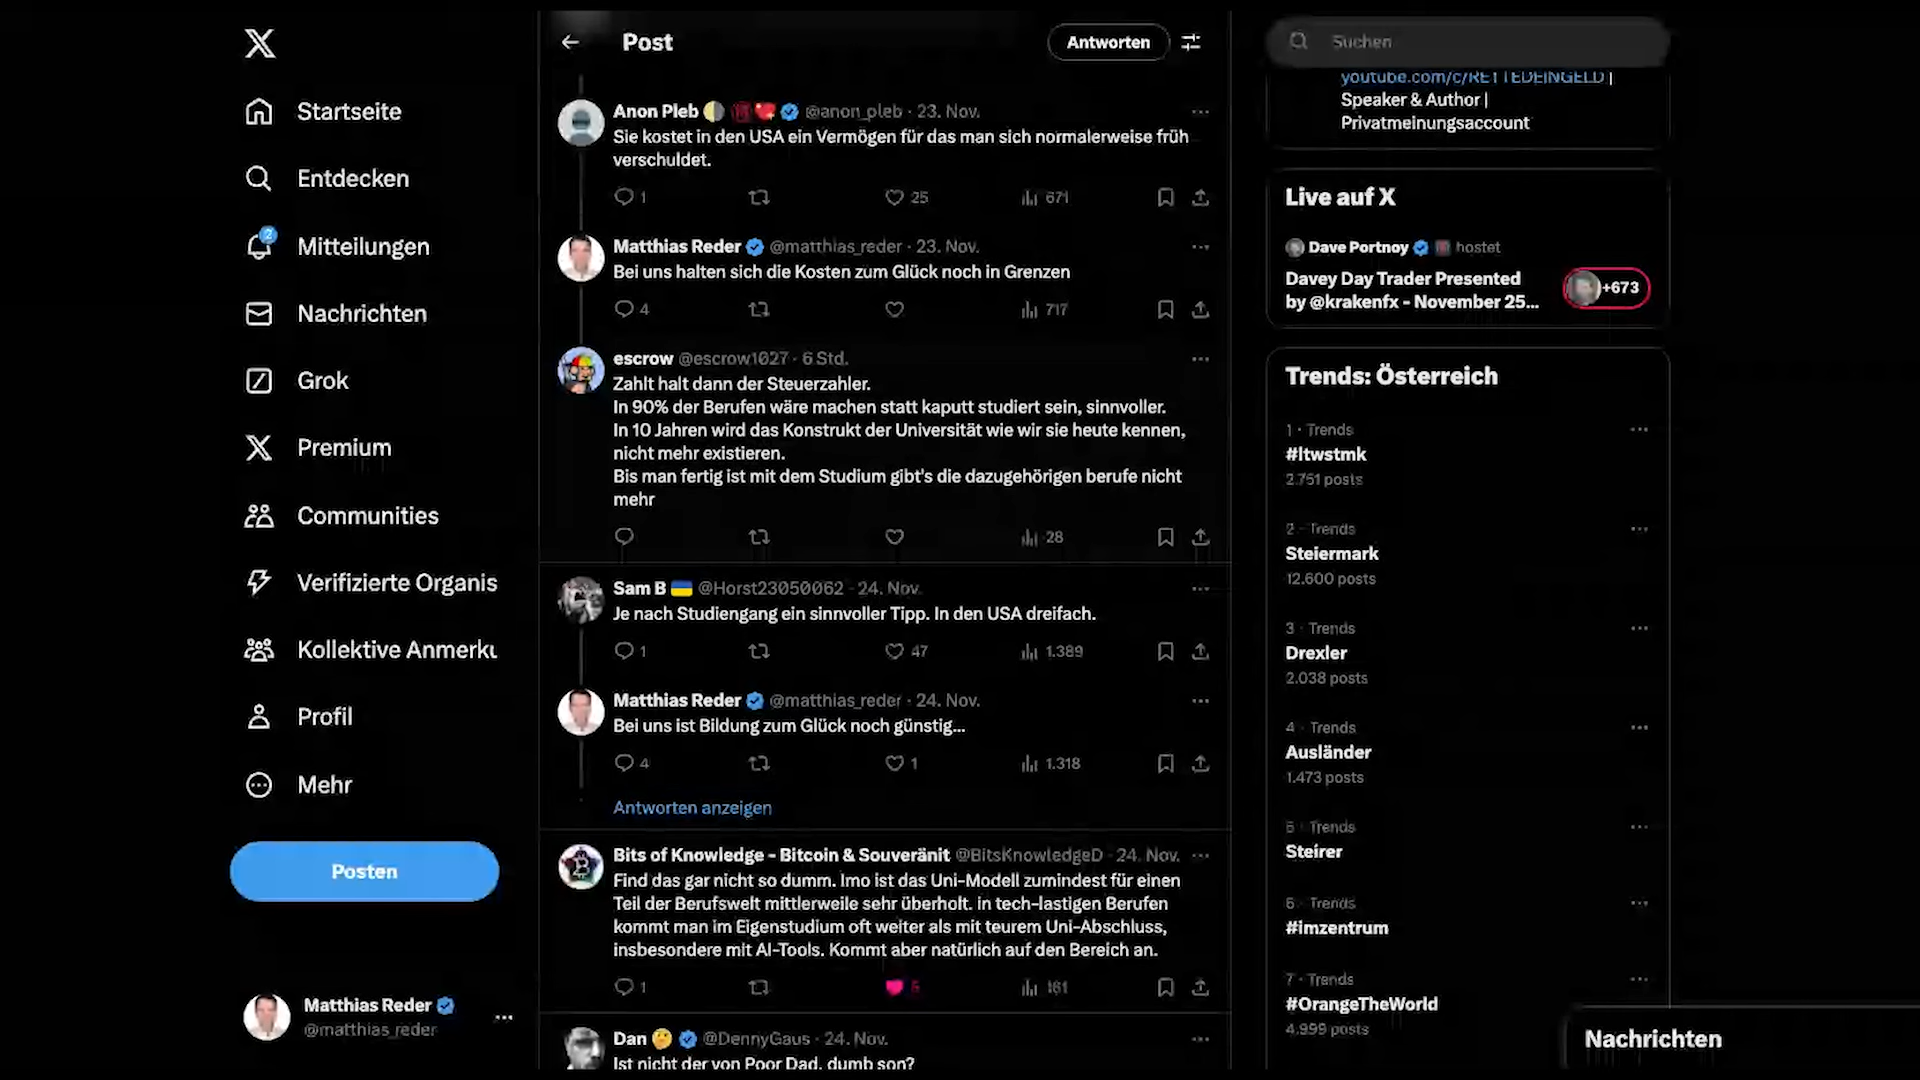 Startseite
Entdecken
2
Mitteilungen
Nachrichten
Grok
Premium
Communities
Verifizierte Organis
Kollektive Anmerku
Profil
Mehr
Posten
Matthias Reder
@matthias_reder
Post
Antworten
Anon Pleb @anon_pleb · 23. Nov.
Sie kostet in den USA ein Vermögen für das man sich normalerweise früh
verschuldet.
1 25 671
Matthias Reder @matthias_reder · 23. Nov.
Bei uns halten sich die Kosten zum Glück noch in Grenzen
4 717
escrow @escrow1027 · 6 Std.
Zahlt halt dann der Steuerzahler.
In 90% der Berufen wäre machen statt kaputt studiert sein, sinnvoller.
In 10 Jahren wird das Konstrukt der Universität wie wir sie heute kennen,
nicht mehr existieren.
Bis man fertig ist mit dem Studium gibt's die dazugehörigen berufe nicht
mehr
28
Sam B @Horst23050062 · 24. Nov.
Je nach Studiengang ein sinnvoller Tipp. In den USA dreifach.
1 47 1.389
Matthias Reder @matthias_reder · 24. Nov.
Bei uns ist Bildung zum Glück noch günstig...
4 1 1.318
Antworten anzeigen
Bits of Knowledge - Bitcoin & Souveränit @BitsKnowledgeD · 24. Nov.
Find das gar nicht so dumm. Imo ist das Uni-Modell zumindest für einen
Teil der Berufswelt mittlerweile sehr überholt. in tech-lastigen Berufen
kommt man im Eigenstudium oft weiter als mit teurem Uni-Abschluss,
insbesondere mit AI-Tools. Kommt aber natürlich auf den Bereich an.
1 5 161
Dan @DennyGaus · 24. Nov.
Ist nicht der von Poor Dad. dumb son?
Suchen
youtube.com/c/RETTEDEINGELD |
Speaker & Author |
Privatmeinungsaccount
Live auf X
Dave Portnoy hostet
Davey Day Trader Presented
by @krakenfx - November 25...
+673
Trends: Österreich
1 · Trends
#ltwstmk
2.751 posts
2 · Trends
Steiermark
12.600 posts
3 · Trends
Drexler
2.038 posts
4 · Trends
Ausländer
1.473 posts
5 · Trends
Steirer
6 · Trends
#imzentrum
7 · Trends
#OrangeTheWorld
4.999 posts
Nachrichten